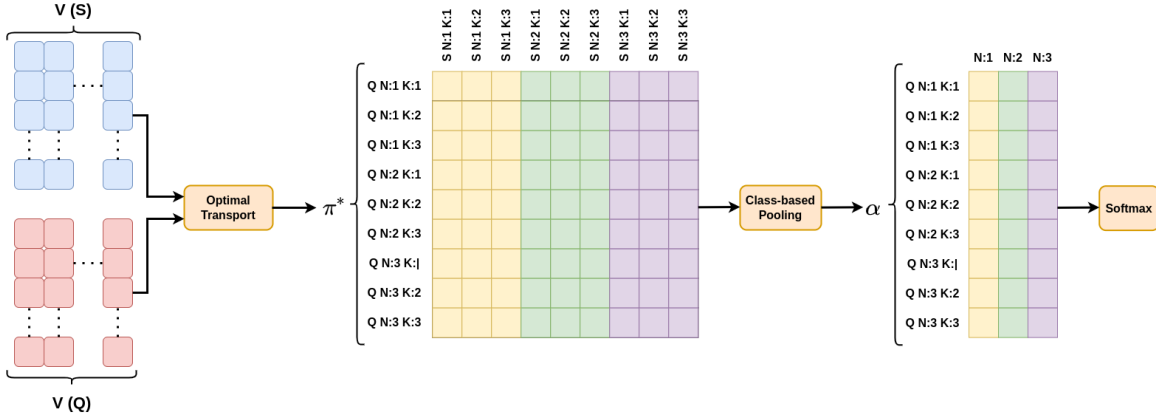 V (S)
V (Q)
Optimal
Transport
π*
S N:1 K:1
S N:1 K:2
S N:1 K:3
S N:2 K:1
S N:2 K:2
S N:2 K:3
S N:3 K:1
S N:3 K:2
S N:3 K:3
Q N:1 K:1
Q N:1 K:2
Q N:1 K:3
Q N:2 K:1
Q N:2 K:2
Q N:2 K:3
Q N:3 K:|
Q N:3 K:2
Q N:3 K:3
Class-based
Pooling
α
N:1 N:2 N:3
Q N:1 K:1
Q N:1 K:2
Q N:1 K:3
Q N:2 K:1
Q N:2 K:2
Q N:2 K:3
Q N:3 K:|
Q N:3 K:2
Q N:3 K:3
Softmax